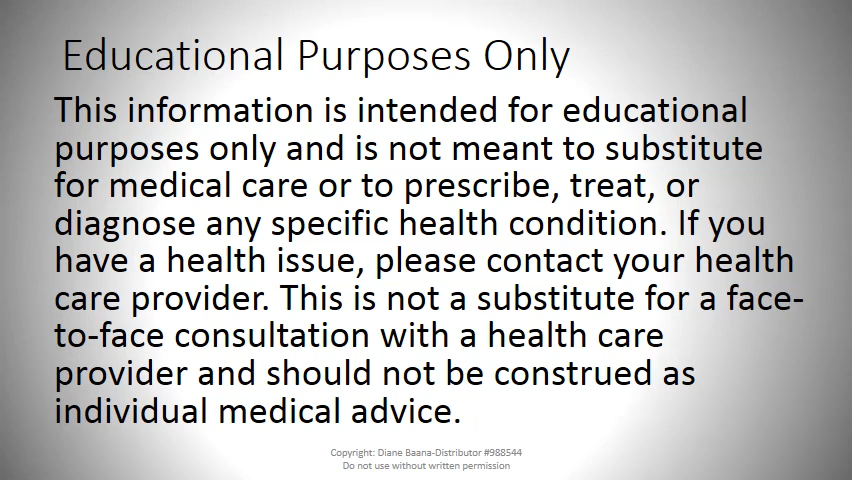 Educational Purposes Only
This information is intended for educational
purposes only and is not meant to substitute
for medical care or to prescribe, treat, or
diagnose any specific health condition. If you
have a health issue, please contact your health
care provider. This is not a substitute for a face-
to-face consultation with a health care
provider and should not be construed as
individual medical advice.
Copyright: Diane Baana-Distributor #988544
Do not use without written permission